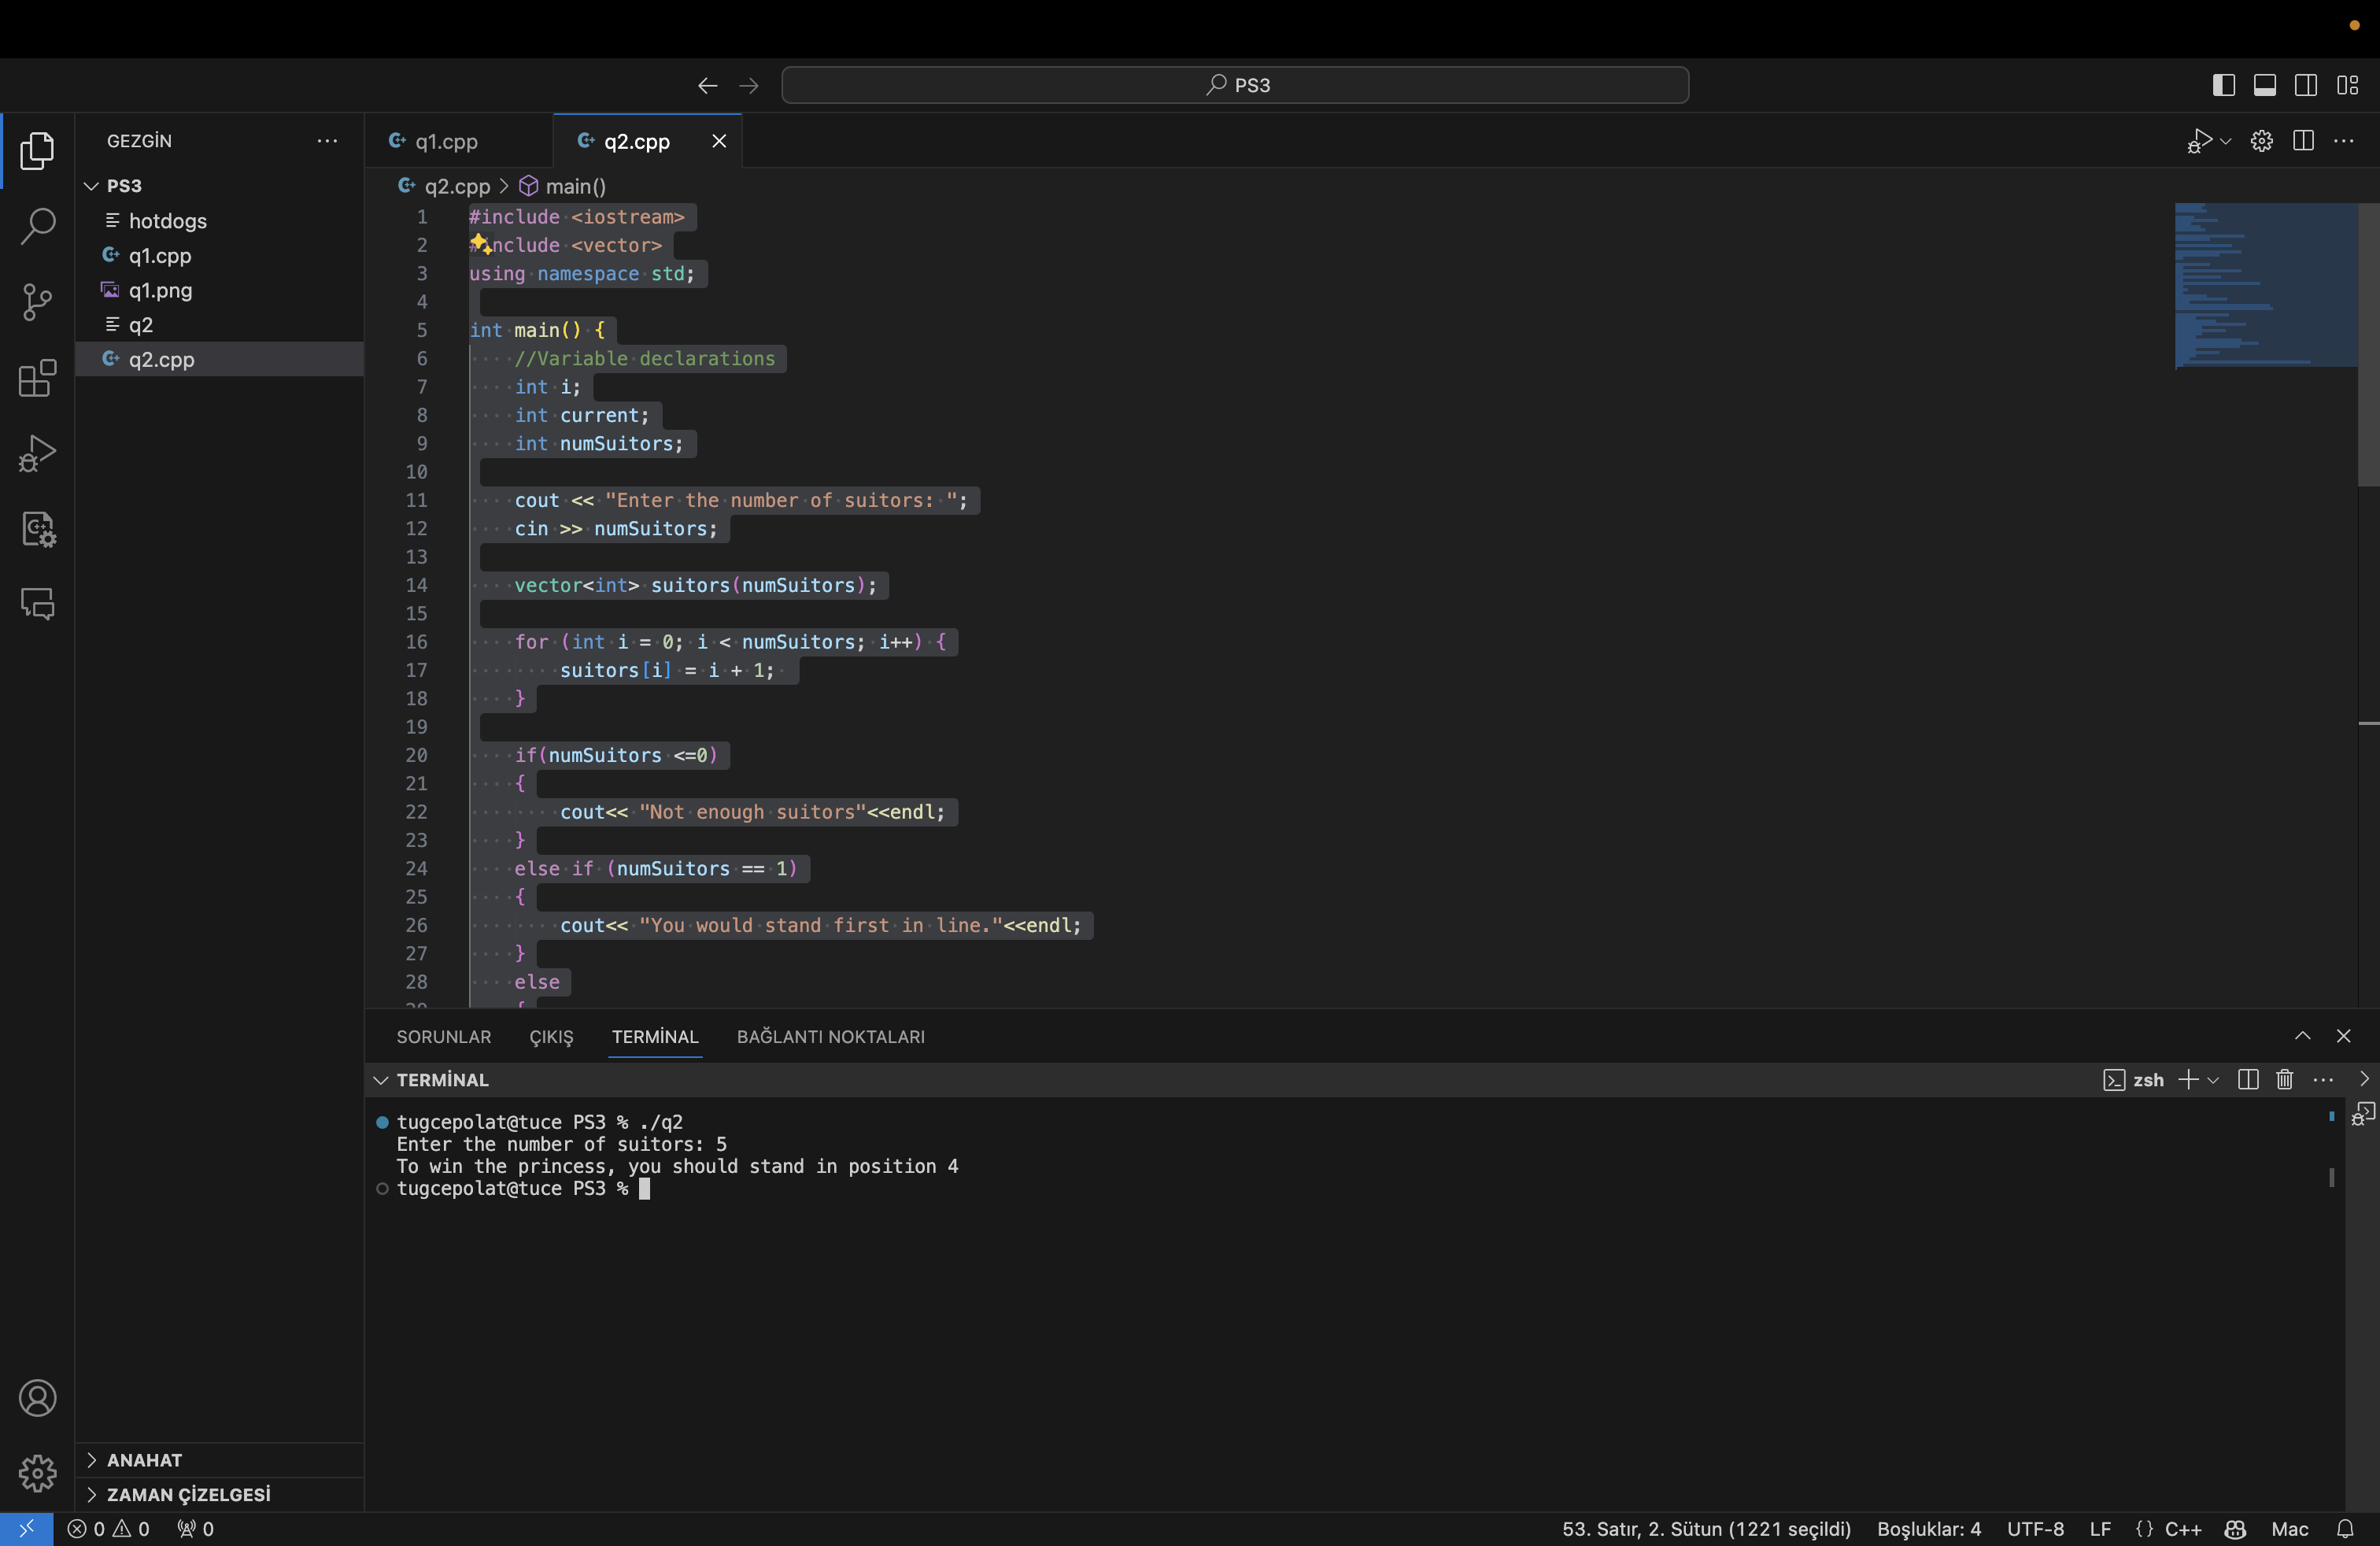 PS3
GEZGİN
q1.cpp
q2.cpp
PS3
hotdogs
q1.cpp
q1.png
q2
q2.cpp
q2.cpp > main()
1 #include <iostream>
2 #include <vector>
3 using namespace std;
4
5 int main() {
6 //Variable declarations
7 int i;
8 int current;
9 int numSuitors;
10
11 cout << "Enter the number of suitors: ";
12 cin >> numSuitors;
13
14 vector<int> suitors(numSuitors);
15
16 for (int i = 0; i < numSuitors; i++) {
17 suitors[i] = i + 1;
18 }
19
20 if(numSuitors <=0)
21 {
22 cout<< "Not enough suitors"<<endl;
23 }
24 else if (numSuitors == 1)
25 {
26 cout<< "You would stand first in line."<<endl;
27 }
28 else
SORUNLAR ÇIKIŞ TERMİNAL BAĞLANTI NOKTALARI
TERMİNAL
zsh
tugcepolat@tuce PS3 % ./q2
Enter the number of suitors: 5
To win the princess, you should stand in position 4
tugcepolat@tuce PS3 %
ANAHAT
ZAMAN ÇİZELGESİ
0 0 0
53. Satır, 2. Sütun (1221 seçildi) Boşluklar: 4 UTF-8 LF {} C++ Mac